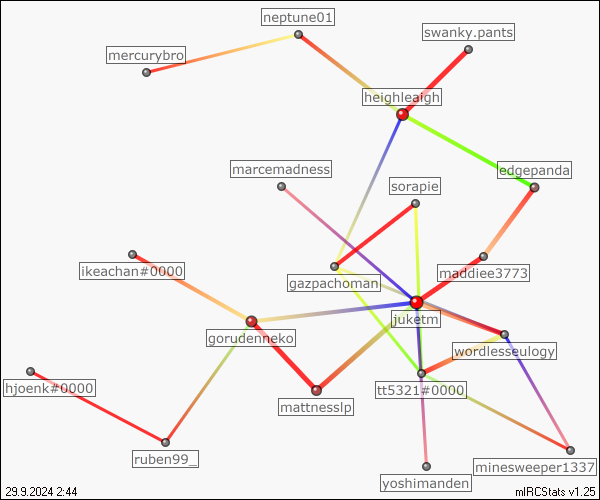 neptune01
swanky.pants
mercurybro
heighleaigh
marcemadness
edgepanda
sorapie
ikeachan#0000
gazpachoman
maddiee3773
juketm
gorudenneko
wordlesseulogy
hjoenk#0000
tt5321#0000
mattnesslp
ruben99_
minesweeper1337
yoshimanden
29.9.2024 2:44
mIRCStats v1.25